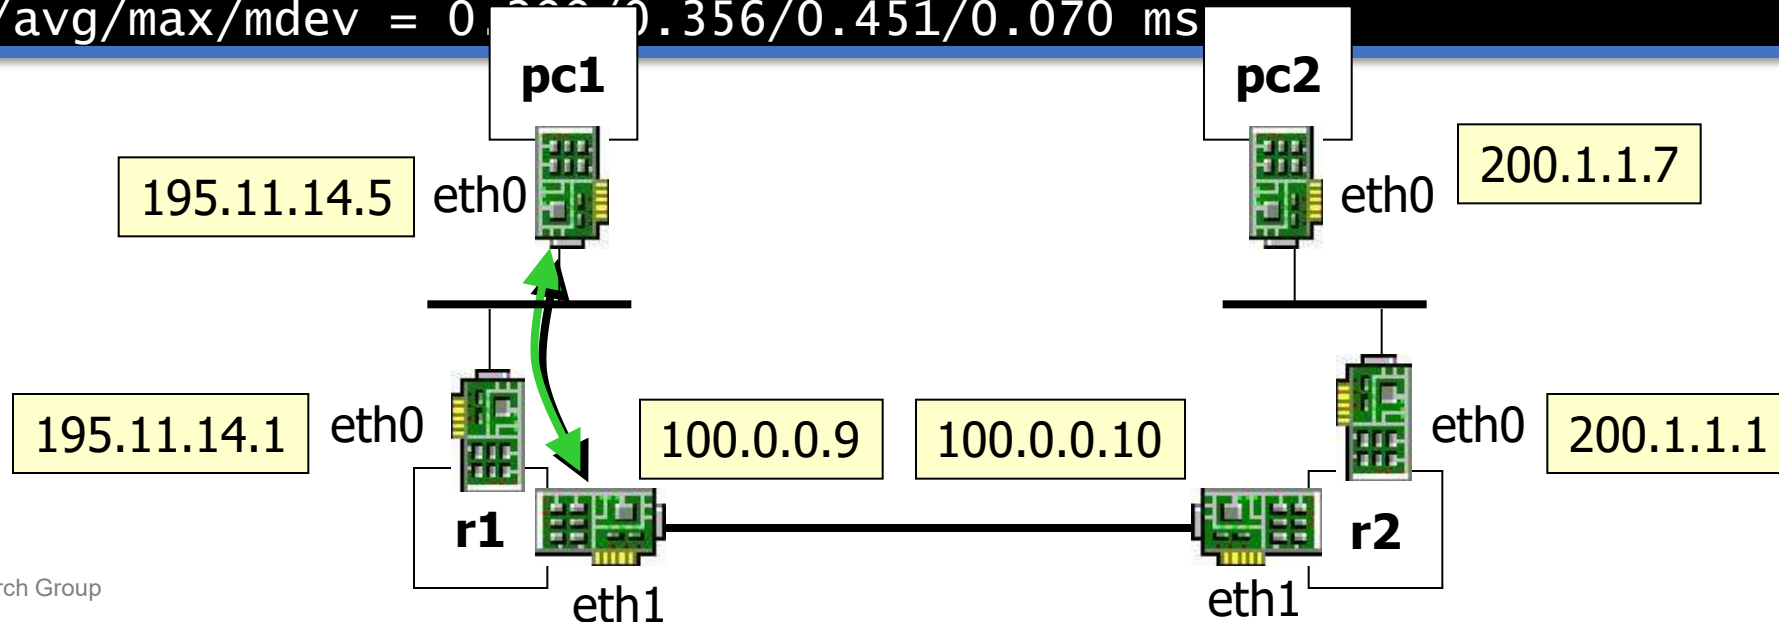 /avg/max/mdev = 0. 0.356/0.451/0.070 ms
pc1
pc2
195.11.14.5
eth0
eth0
200.1.1.7
195.11.14.1
eth0
100.0.0.9
100.0.0.10
eth0
200.1.1.1
r1
r2
eth1
eth1
rch Group